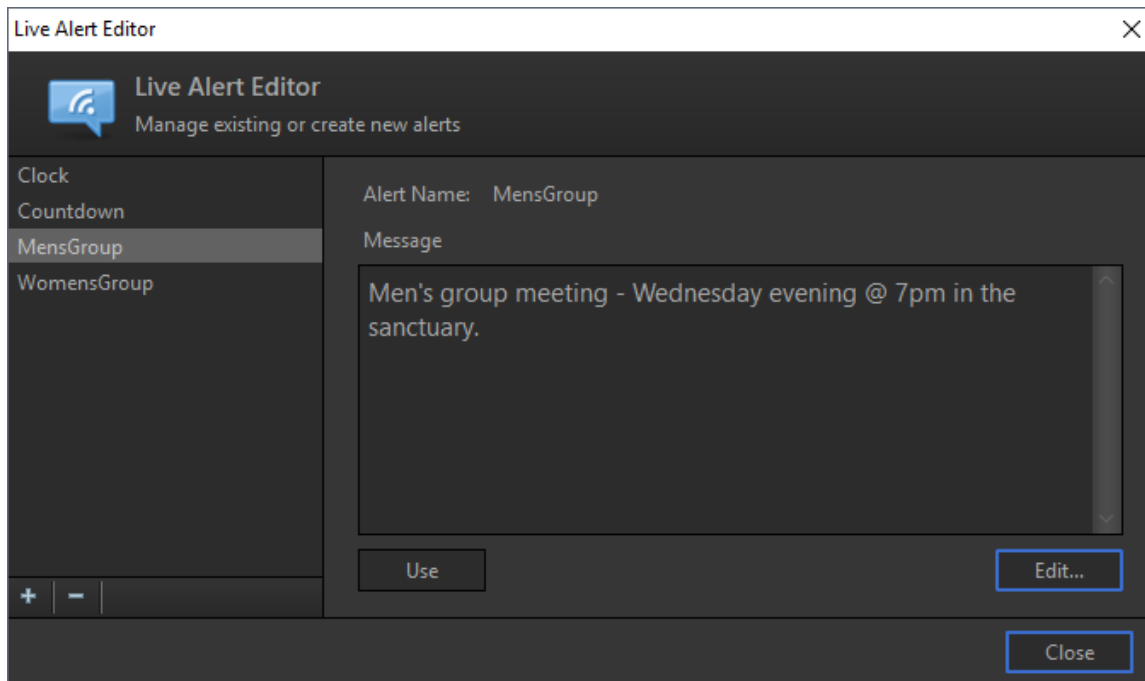 Live Alert Editor
Live Alert Editor
Manage existing or create new alerts
Clock
Countdown
MensGroup
WomensGroup
Alert Name: MensGroup
Message
Men's group meeting - Wednesday evening @ 7pm in the
sanctuary.
Use
Edit...
Close